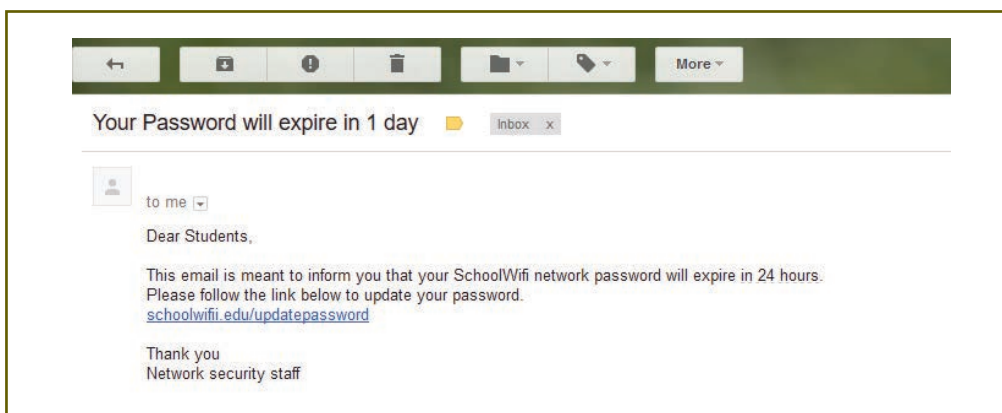 More
Your Password will expire in 1 day Inbox x
to me
Dear Students,
This email is meant to inform you that your SchoolWifi network password will expire in 24 hours.
Please follow the link below to update your password.
schoolwifii.edu/updatepassword
Thank you
Network security staff